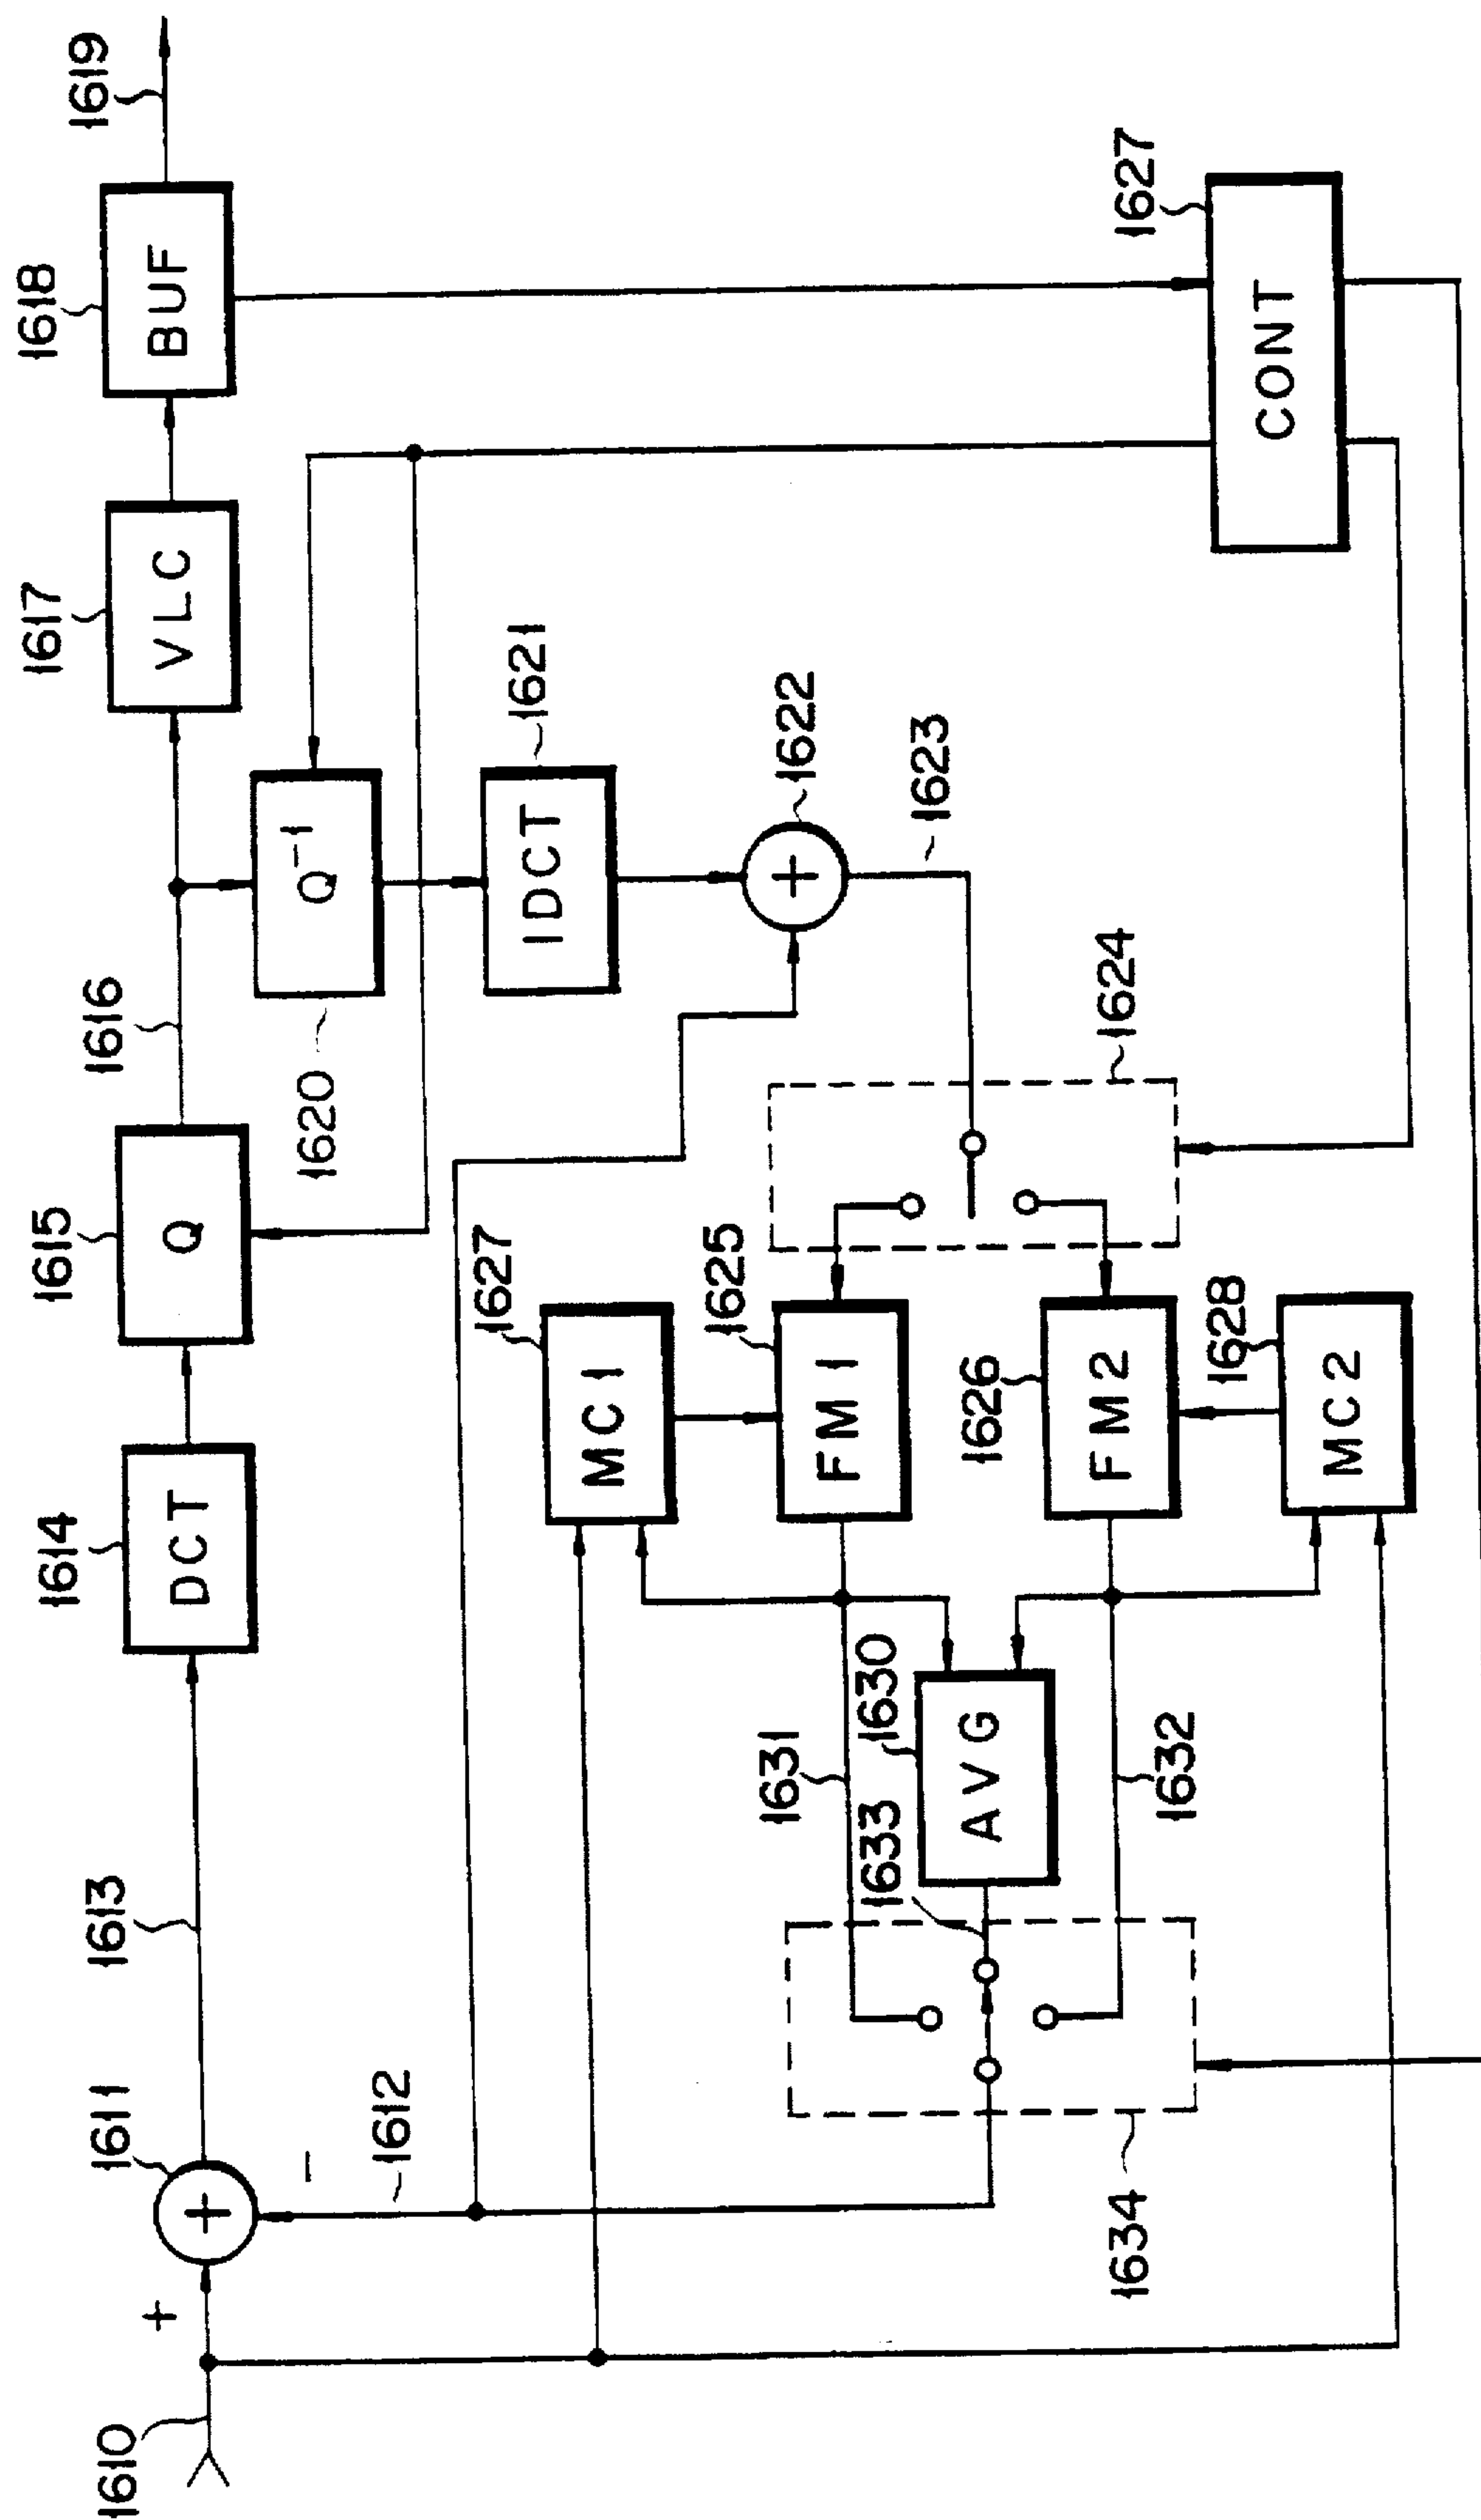 1610
+
1611
-
1612
1613
1614
DCT
1615
Q
1616
1617
VLC
1618
BUF
1619
1620
Q-1
1621
IDCT
1622
+
1623
1624
1627
MC1
1625
FM1
1626
FM2
1628
MC2
1630
AVG
1631
1632
1633
1634
1627
CONT
+